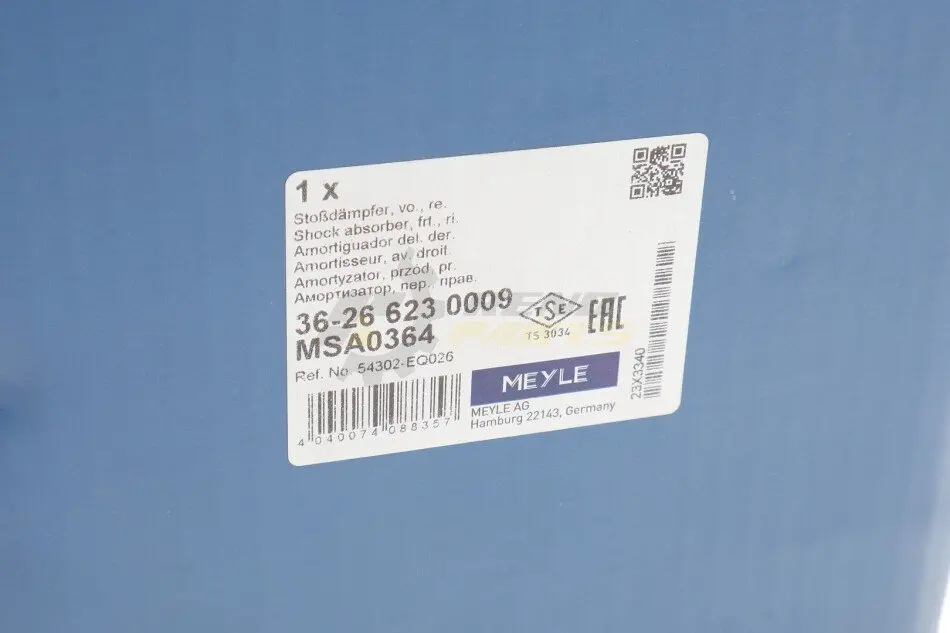 1 x
Stoßdämpfer, vo., re.
Shock absorber, frt., ri.
Amortiguador del. der.
Amortisseur, av. droit.
Amortyzator, przod, pr.
Амортизатор, пер., прав.
36-26 623 0009
MSA0364
TSE
TS 3034
EAC
Ref. No. 54302-EQ026
MEYLE
MEYLE AG
Hamburg 22143, Germany
4 040074 088357
23X3340